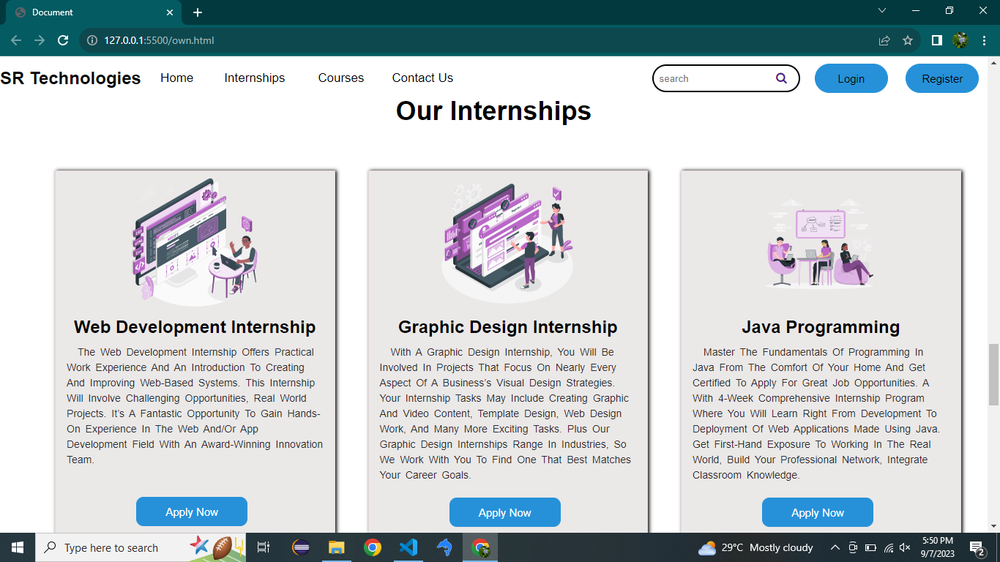 Document
127.0.0.1:5500/own.html
SR Technologies Home Internships Courses Contact Us search Login Register
Our Internships
Web Development Internship
The Web Development Internship Offers Practical
Work Experience And An Introduction To Creating
And Improving Web-Based Systems. This Internship
Will Involve Challenging Opportunities, Real World
Projects. It’s A Fantastic Opportunity To Gain Hands-
On Experience In The Web And/Or App
Development Field With An Award-Winning Innovation
Team.
Apply Now
Graphic Design Internship
With A Graphic Design Internship, You Will Be
Involved In Projects That Focus On Nearly Every
Aspect Of A Business’s Visual Design Strategies.
Your Internship Tasks May Include Creating Graphic
And Video Content, Template Design, Web Design
Work, And Many More Exciting Tasks. Plus Our
Graphic Design Internships Range In Industries, So
We Work With You To Find One That Best Matches
Your Career Goals.
Apply Now
Java Programming
Master The Fundamentals Of Programming In
Java From The Comfort Of Your Home And Get
Certified To Apply For Great Job Opportunities. A
With 4-Week Comprehensive Internship Program
Where You Will Learn Right From Development To
Deployment Of Web Applications Made Using Java.
Get First-Hand Exposure To Working In The Real
World, Build Your Professional Network, Integrate
Classroom Knowledge.
Apply Now
Type here to search
29°C Mostly cloudy
5:50 PM
9/7/2023
2